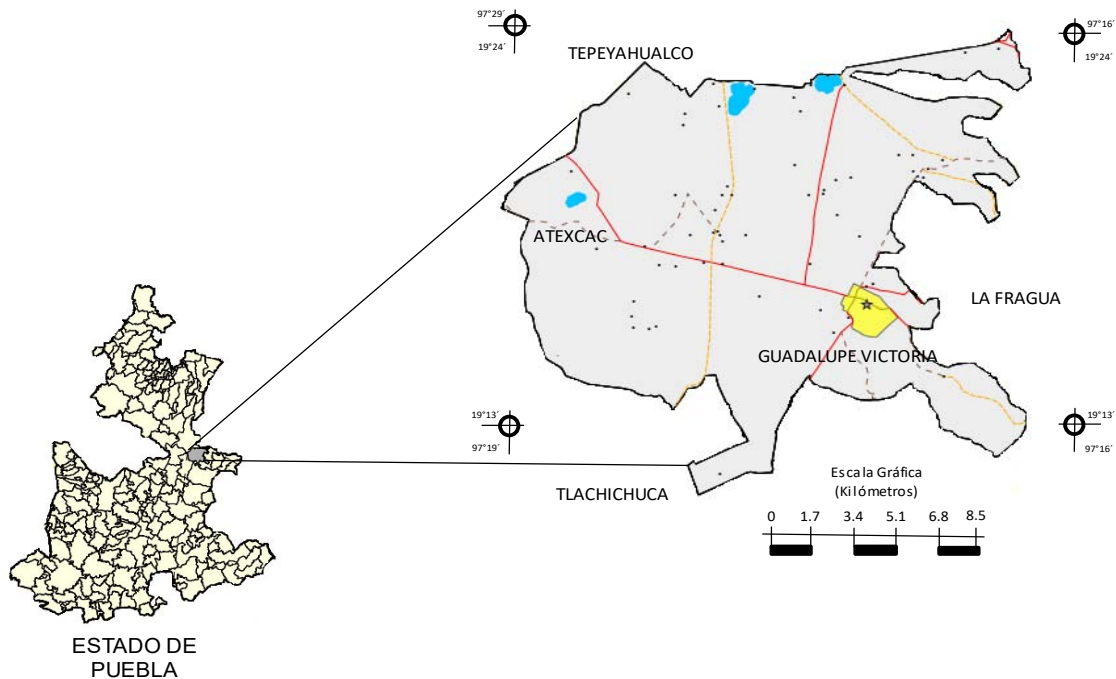 97°29´
19°24´
97°16´
19°24´
TEPEYAHUALCO
ATEXCAC
LA FRAGUA
GUADALUPE VICTORIA
19°13´
97°19´
19°13´
97°16´
TLACHICHUCA
Escala Gráfica
(Kilómetros)
0 1.7 3.4 5.1 6.8 8.5
ESTADO DE
PUEBLA